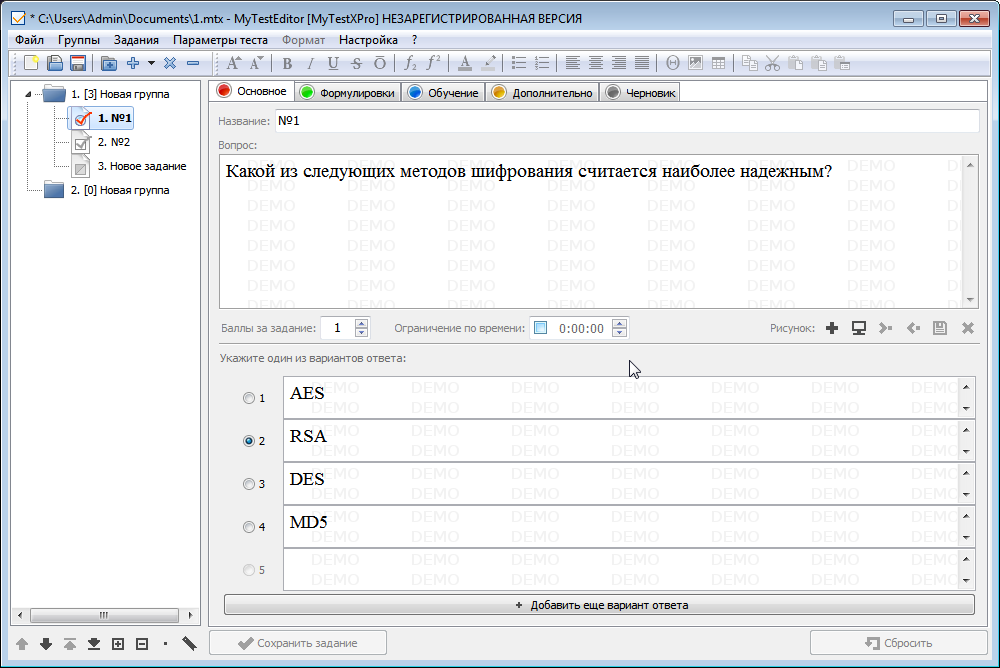 * C:\Users\Admin\Documents\1.mtx - MyTestEditor [MyTestXPro] НЕЗАРЕГИСТРИРОВАННАЯ ВЕРСИЯ
Файл Группы Задания Параметры теста Формат Настройка ?
1. [3] Новая группа
1. №1
2. №2
3. Новое задание
2. [0] Новая группа
Основное Формулировки Обучение Дополнительно Черновик
Название: №1
Вопрос:
Какой из следующих методов шифрования считается наиболее надежным?
Баллы за задание: 1 Ограничение по времени: 0:00:00 Рисунок:
Укажите один из вариантов ответа:
1 AES
2 RSA
3 DES
4 MD5
5
+ Добавить еще вариант ответа
Сохранить задание Сбросить